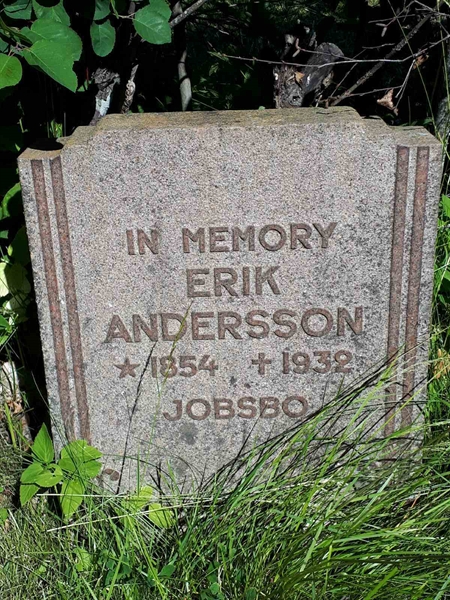 IN MEMORY
ERIK
ANDERSSON
★ 1854 ✝ 1932
JOBSBO